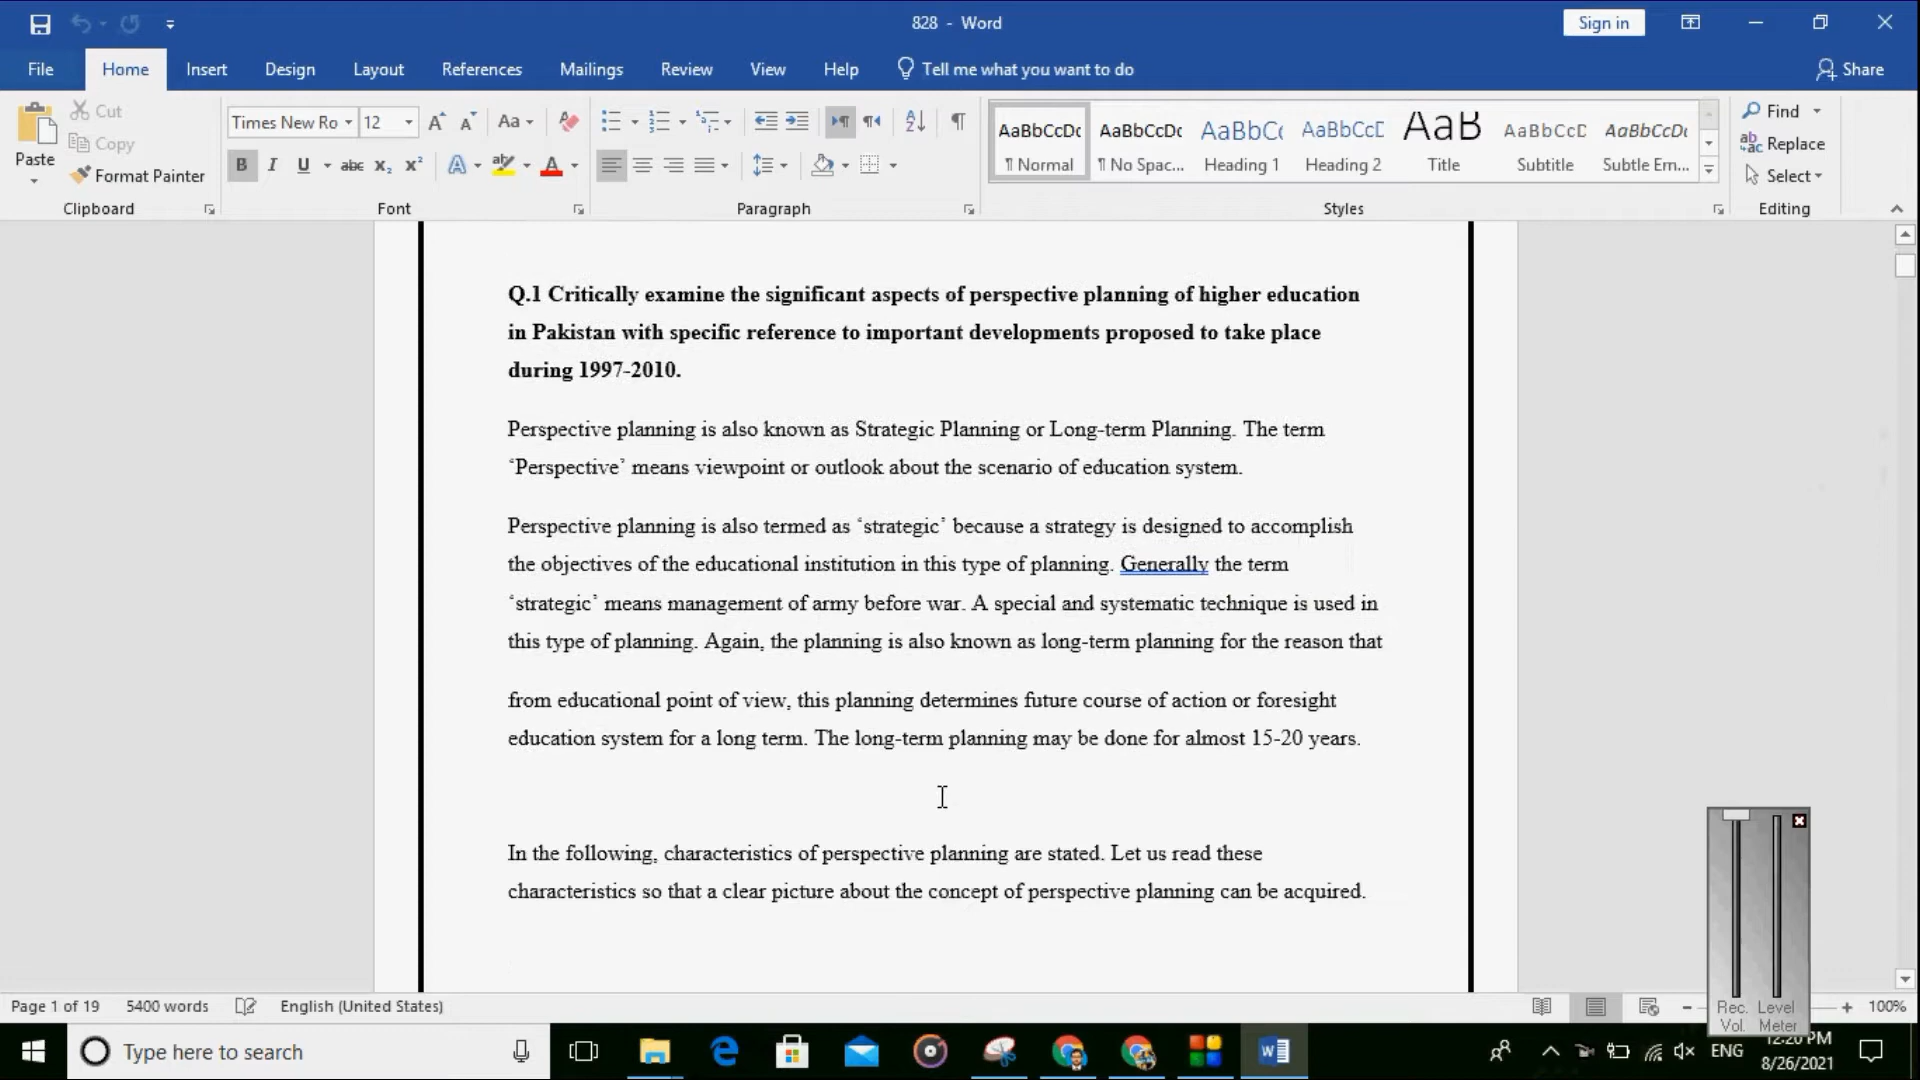 828 - Word
Sign in
File Home Insert Design Layout References Mailings Review View Help Tell me what you want to do Share
Paste
Cut
Copy
Format Painter
Clipboard
Times New Ro 12
Aa
B I U abc x₂ x²
Font
Paragraph
AaBbCcDc AaBbCcDc AaBbC AaBbCcD AaB AaBbCcD AaBbCcDc
¶ Normal ¶ No Spac... Heading 1 Heading 2 Title Subtitle Subtle Em...
Styles
Find
Replace
Select
Editing
Q.1 Critically examine the significant aspects of perspective planning of higher education
in Pakistan with specific reference to important developments proposed to take place
during 1997-2010.
Perspective planning is also known as Strategic Planning or Long-term Planning. The term
‘Perspective’ means viewpoint or outlook about the scenario of education system.
Perspective planning is also termed as ‘strategic’ because a strategy is designed to accomplish
the objectives of the educational institution in this type of planning. Generally the term
‘strategic’ means management of army before war. A special and systematic technique is used in
this type of planning. Again, the planning is also known as long-term planning for the reason that
from educational point of view, this planning determines future course of action or foresight
education system for a long term. The long-term planning may be done for almost 15-20 years.
In the following, characteristics of perspective planning are stated. Let us read these
characteristics so that a clear picture about the concept of perspective planning can be acquired.
Rec. Level
Vol. Meter
Page 1 of 19 5400 words English (United States) 100%
Type here to search
ENG
12:20 PM
8/26/2021